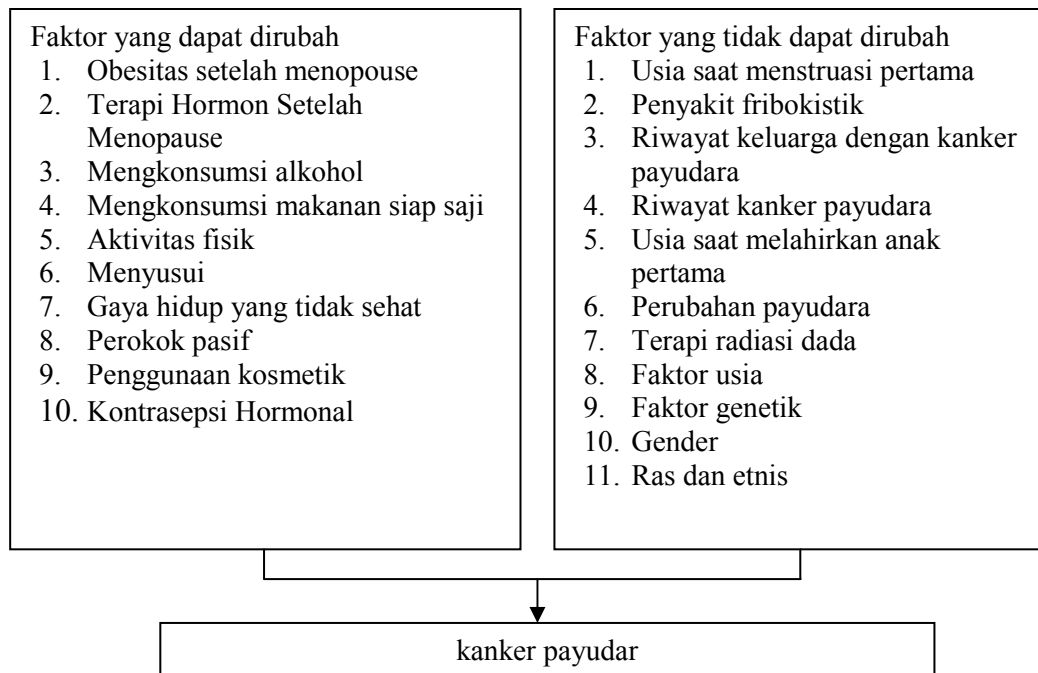 Faktor yang dapat dirubah
1. Obesitas setelah menopouse
2. Terapi Hormon Setelah
Menopause
3. Mengkonsumsi alkohol
4. Mengkonsumsi makanan siap saji
5. Aktivitas fisik
6. Menyusui
7. Gaya hidup yang tidak sehat
8. Perokok pasif
9. Penggunaan kosmetik
10. Kontrasepsi Hormonal
Faktor yang tidak dapat dirubah
1. Usia saat menstruasi pertama
2. Penyakit fribokistik
3. Riwayat keluarga dengan kanker
payudara
4. Riwayat kanker payudara
5. Usia saat melahirkan anak
pertama
6. Perubahan payudara
7. Terapi radiasi dada
8. Faktor usia
9. Faktor genetik
10. Gender
11. Ras dan etnis
kanker payudar